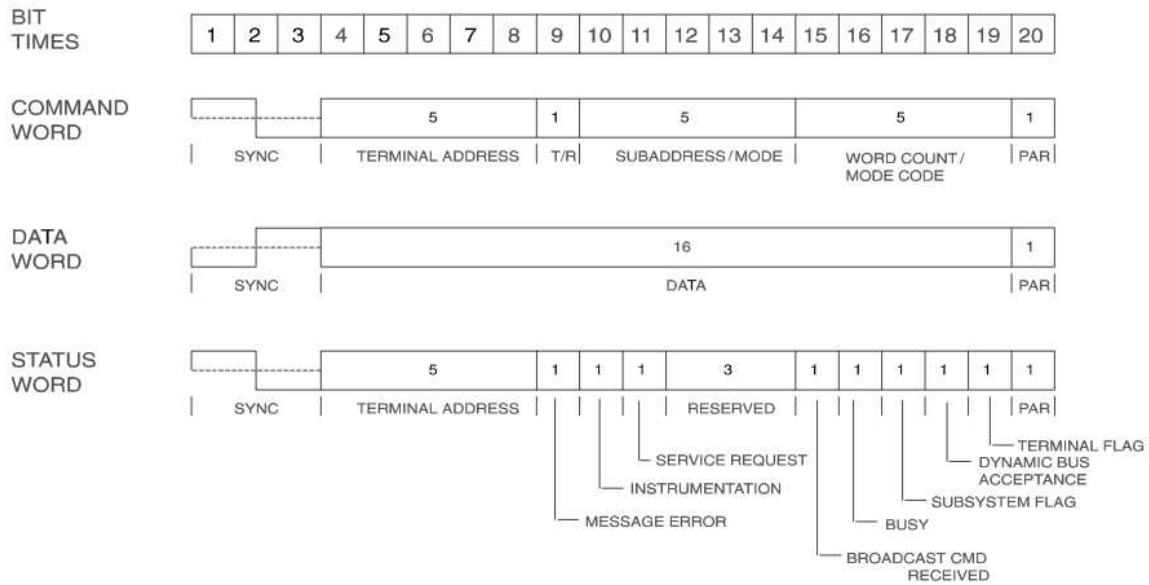 BIT TIMES
1 2 3 4 5 6 7 8 9 10 11 12 13 14 15 16 17 18 19 20
COMMAND WORD
5 1 5 5 1
SYNC TERMINAL ADDRESS T/R SUBADDRESS/MODE WORD COUNT/ MODE CODE PAR
DATA WORD
16 1
SYNC DATA PAR
STATUS WORD
5 1 1 1 3 1 1 1 1 1 1
SYNC TERMINAL ADDRESS RESERVED PAR
TERMINAL FLAG
SERVICE REQUEST
DYNAMIC BUS ACCEPTANCE
INSTRUMENTATION
SUBSYSTEM FLAG
MESSAGE ERROR
BUSY
BROADCAST CMD RECEIVED